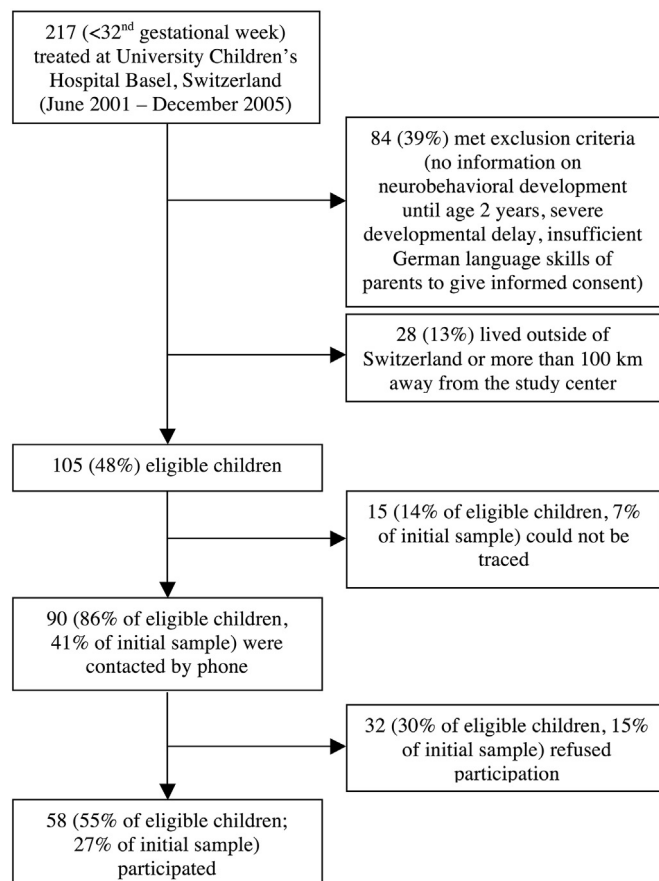 217 (<32nd gestational week)
treated at University Children's
Hospital Basel, Switzerland
(June 2001 – December 2005)
84 (39%) met exclusion criteria
(no information on
neurobehavioral development
until age 2 years, severe
developmental delay, insufficient
German language skills of
parents to give informed consent)
28 (13%) lived outside of
Switzerland or more than 100 km
away from the study center
105 (48%) eligible children
15 (14% of eligible children, 7%
of initial sample) could not be
traced
90 (86% of eligible children,
41% of initial sample) were
contacted by phone
32 (30% of eligible children, 15%
of initial sample) refused
participation
58 (55% of eligible children;
27% of initial sample)
participated